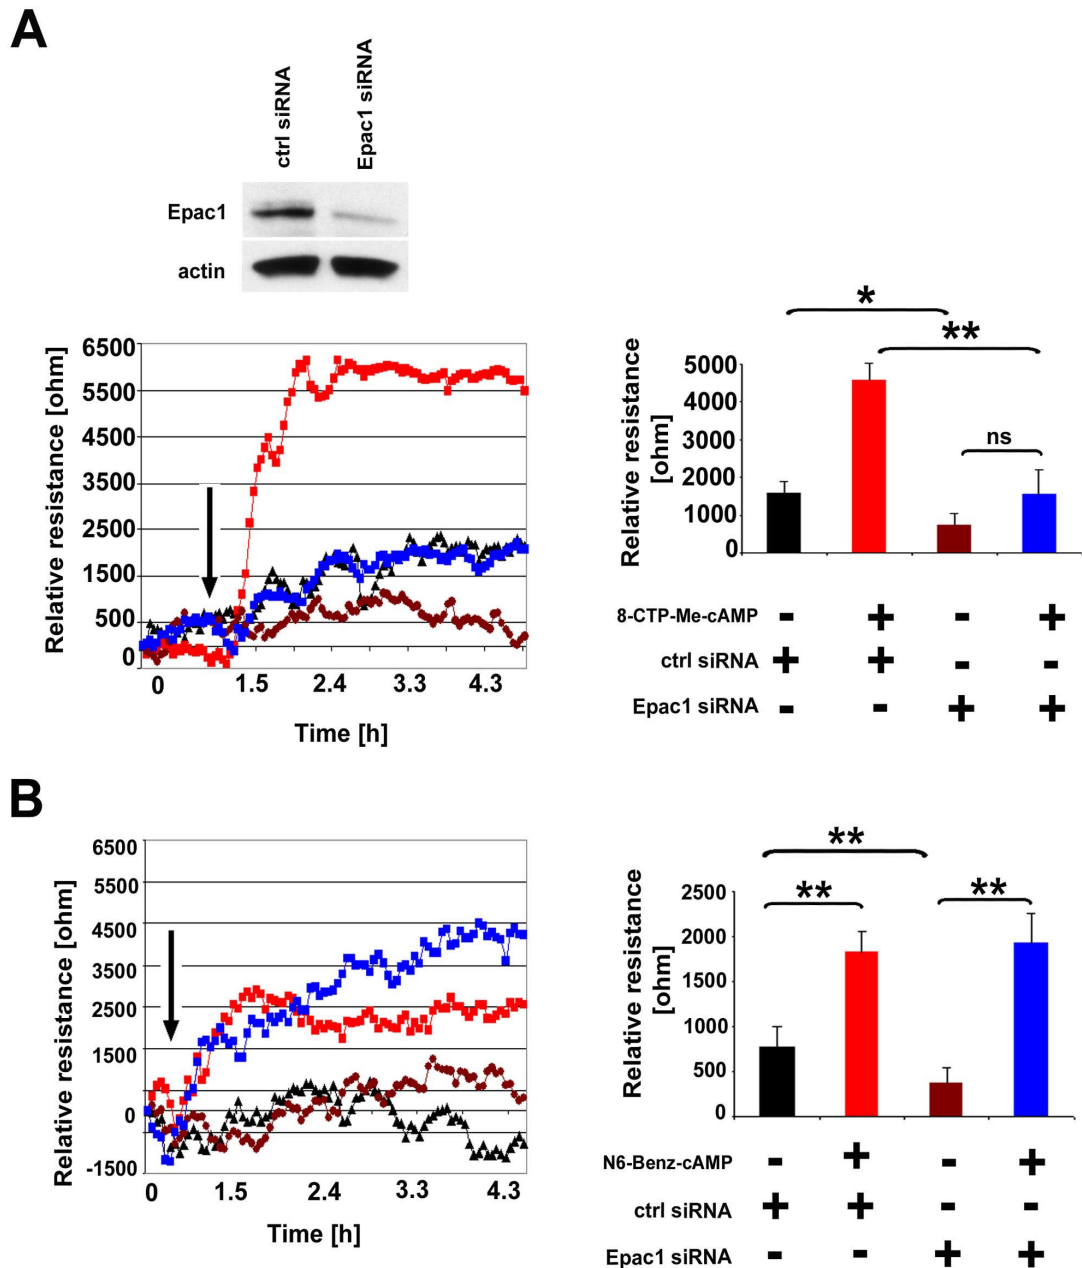 A
ctrl siRNA
Epac1 siRNA
Epac1
actin
Relative resistance [ohm]
6500
5500
4500
3500
2500
1500
500
0
0 1.5 2.4 3.3 4.3
Time [h]
Relative resistance
[ohm]
5000
4000
3000
2000
1000
0
*
**
ns
8-CTP-Me-cAMP - + - +
ctrl siRNA + + - -
Epac1 siRNA - - + +
B
Relative resistance [ohm]
6500
5500
4500
3500
2500
1500
500
0
-1500
0 1.5 2.4 3.3 4.3
Time [h]
Relative resistance
[ohm]
2500
2000
1500
1000
500
0
**
** **
N6-Benz-cAMP - + - +
ctrl siRNA + + - -
Epac1 siRNA - - + +